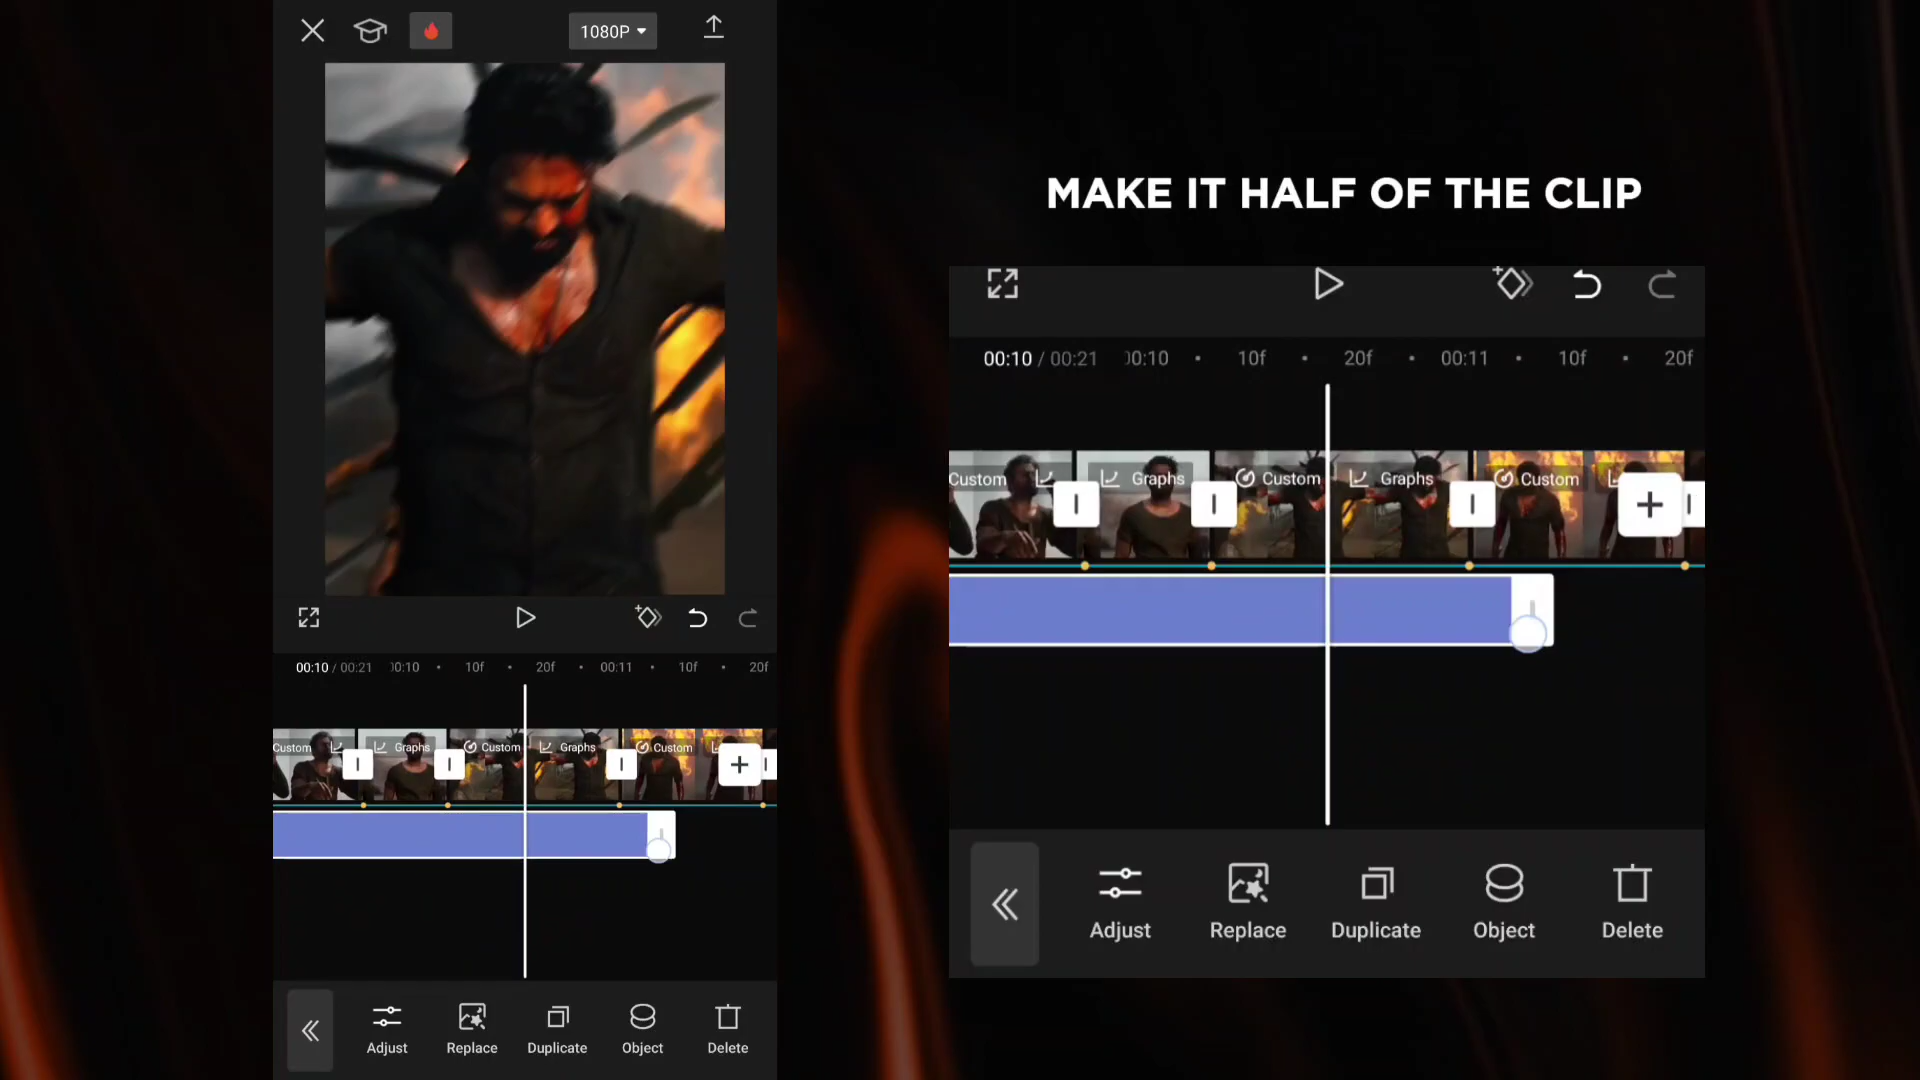 1080P
00:10 / 00:21 00:10 10f 20f 00:11 10f 20f
Custom Graphs Custom Graphs Custom
Adjust Replace Duplicate Object Delete
MAKE IT HALF OF THE CLIP
00:10 / 00:21 00:10 10f 20f 00:11 10f 20f
Custom Graphs Custom Graphs Custom
Adjust Replace Duplicate Object Delete